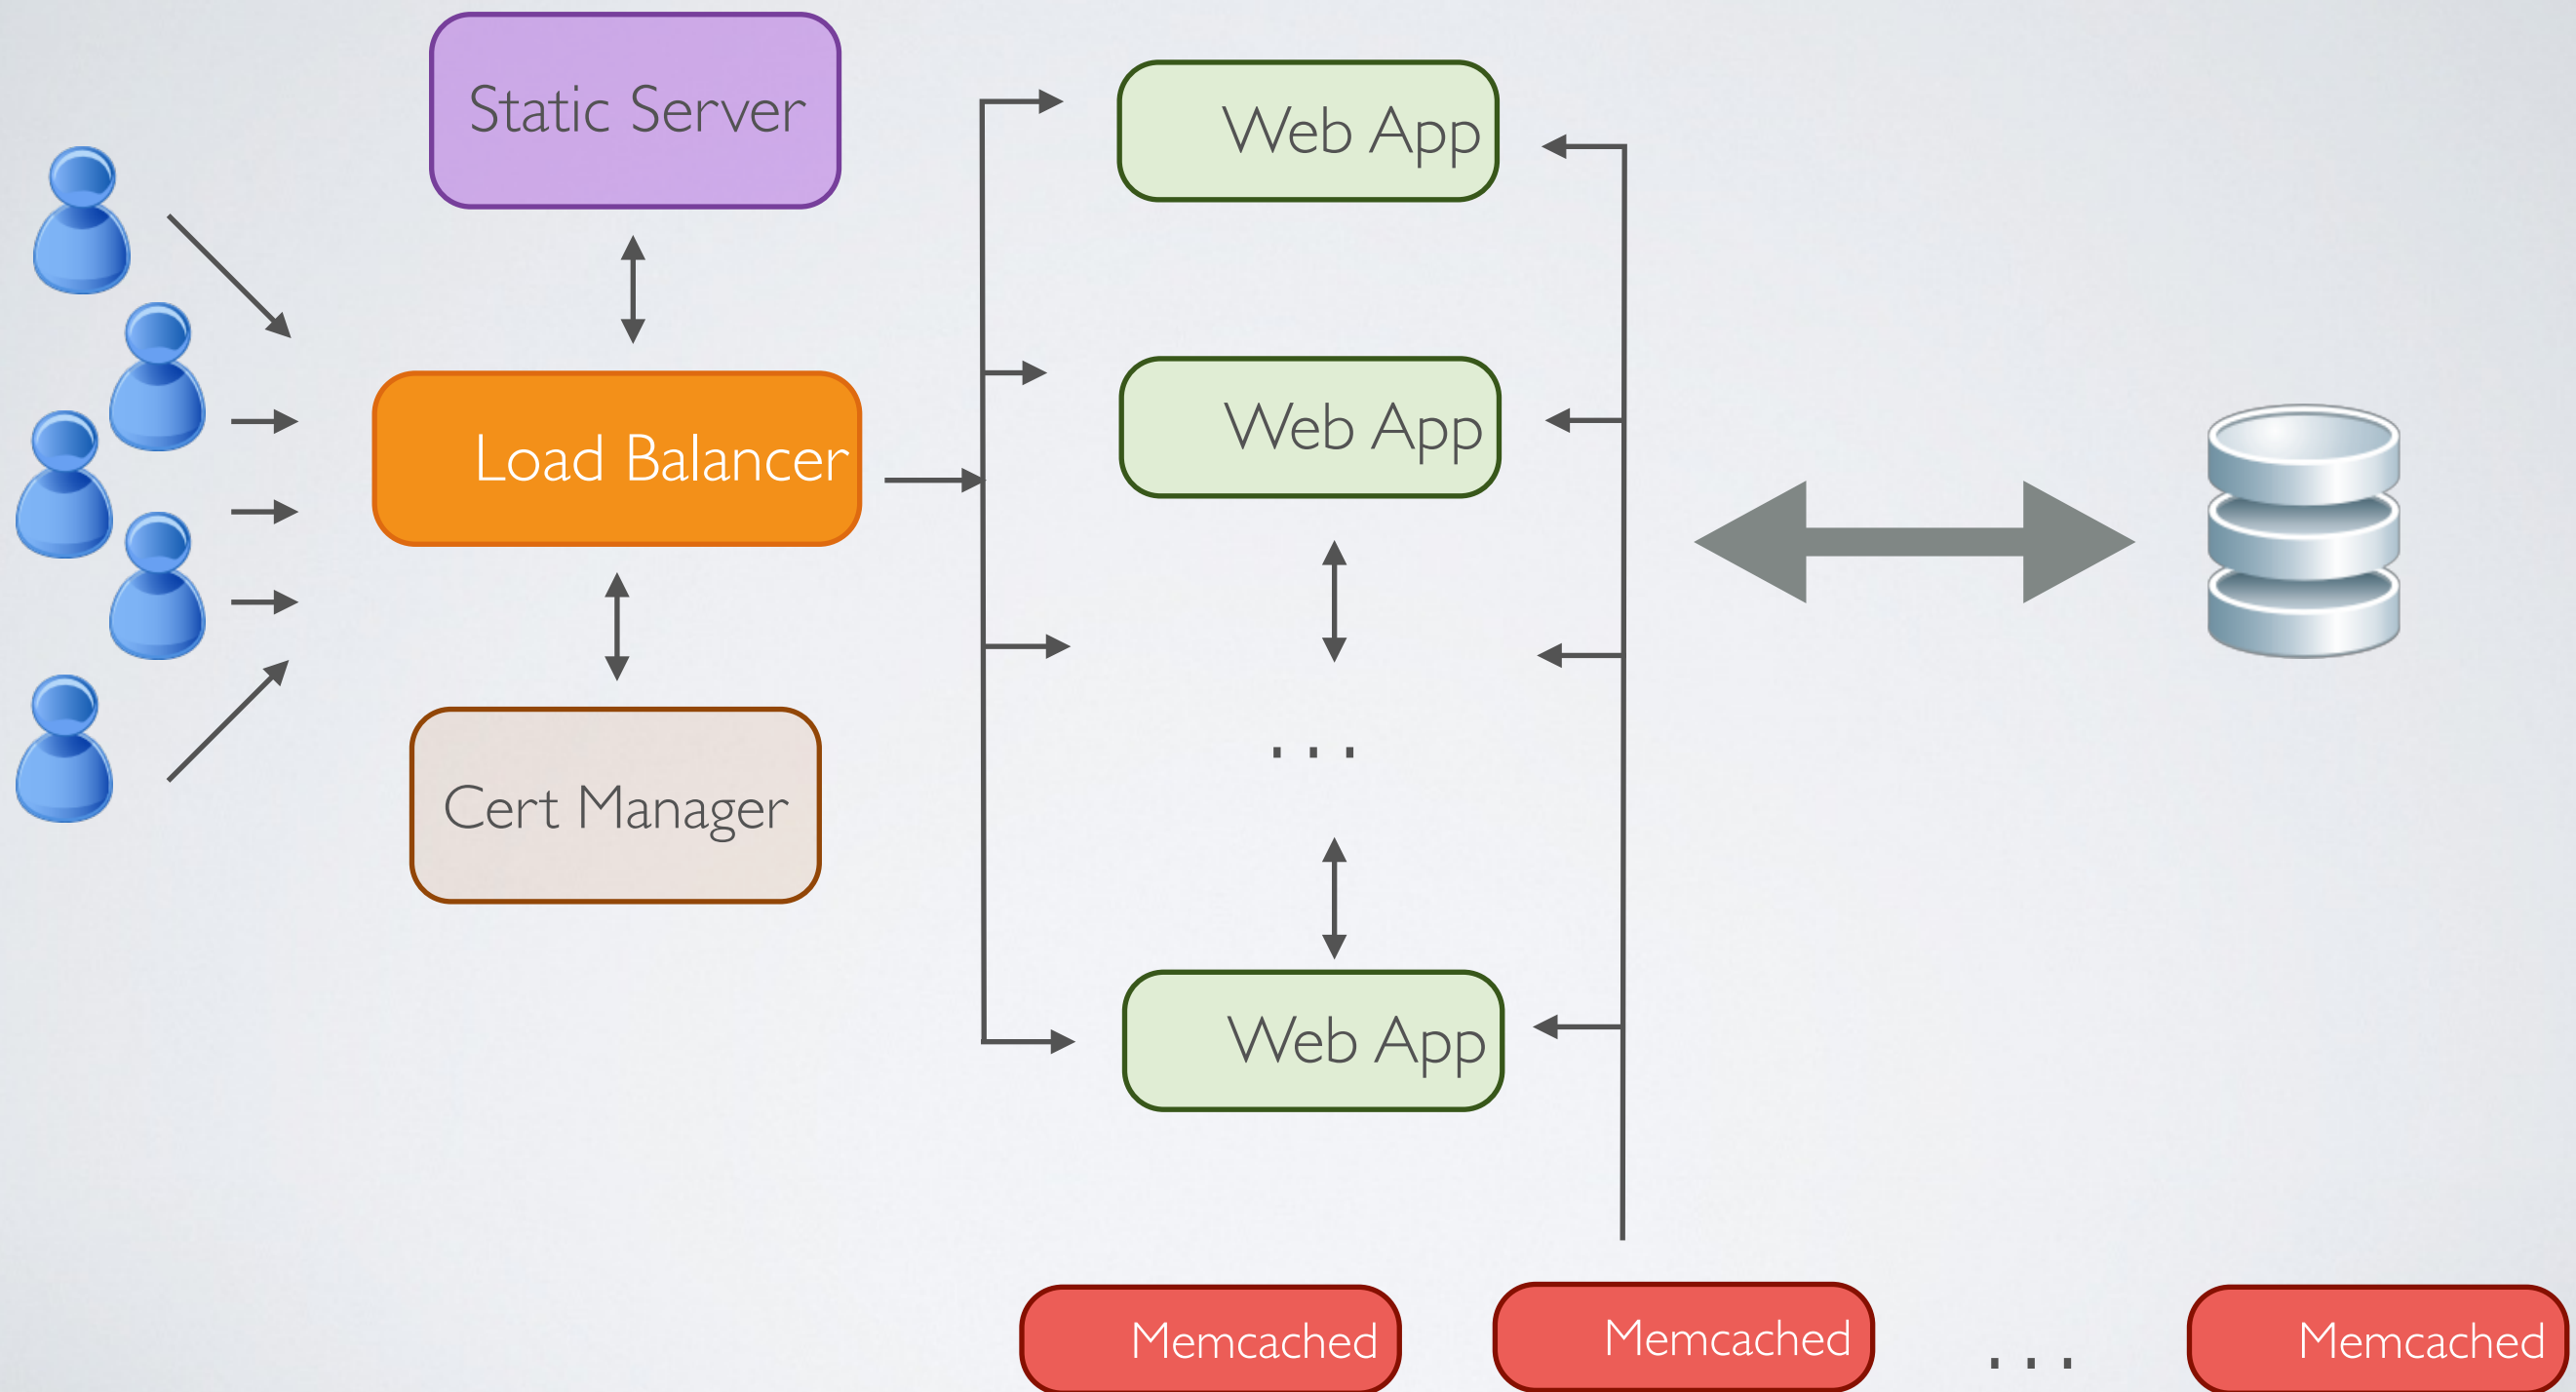 Static Server
Web App
Load Balancer
Web App
. . .
Cert Manager
Web App
Memcached
Memcached
. . .
Memcached